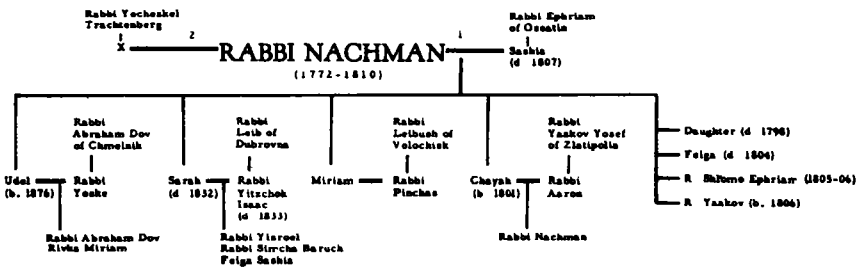 Rabbi Yecheskel
Trachtenberg
X
2
RABBI NACHMAN
(1772-1810)
1
Rabbi Ephriam
of Ossatin
Sashia
(d 1807)
Rabbi
Abraham Dov
of Chmelnik
Udel
(b. 1876)
Rabbi
Yoske
Rabbi Abraham Dov
Rivka Miriam
Rabbi
Leib of
Dubrovna
Sarah
(d 1832)
Rabbi
Yitzchok
Isaac
(d 1833)
Rabbi Yisroel
Rabbi Simcha Baruch
Feiga Sashia
Miriam
Rabbi
Leibush of
Volochisk
Rabbi
Pinchas
Chayah
(b 1801)
Rabbi
Yaakov Yosef
of Zlatipolia
Rabbi
Aaron
Rabbi Nachman
Daughter (d 1798)
Feiga (d 1804)
R Shlomo Ephriam (1805-06)
R Yaakov (b. 1806)